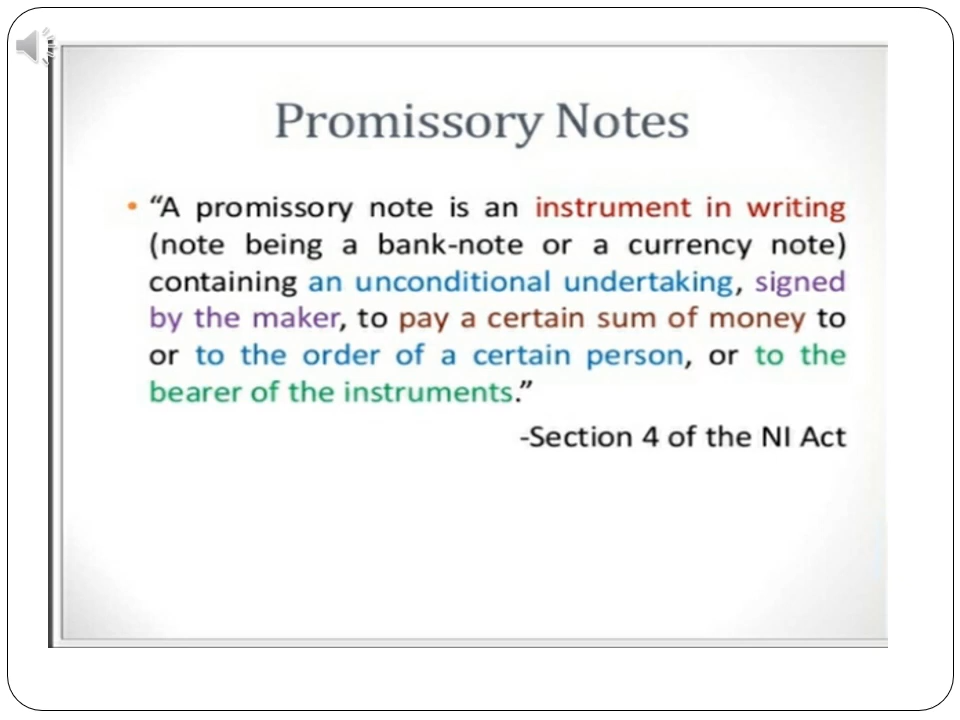 Promissory Notes
• “A promissory note is an instrument in writing
(note being a bank-note or a currency note)
containing an unconditional undertaking, signed
by the maker, to pay a certain sum of money to
or to the order of a certain person, or to the
bearer of the instruments.”
-Section 4 of the NI Act